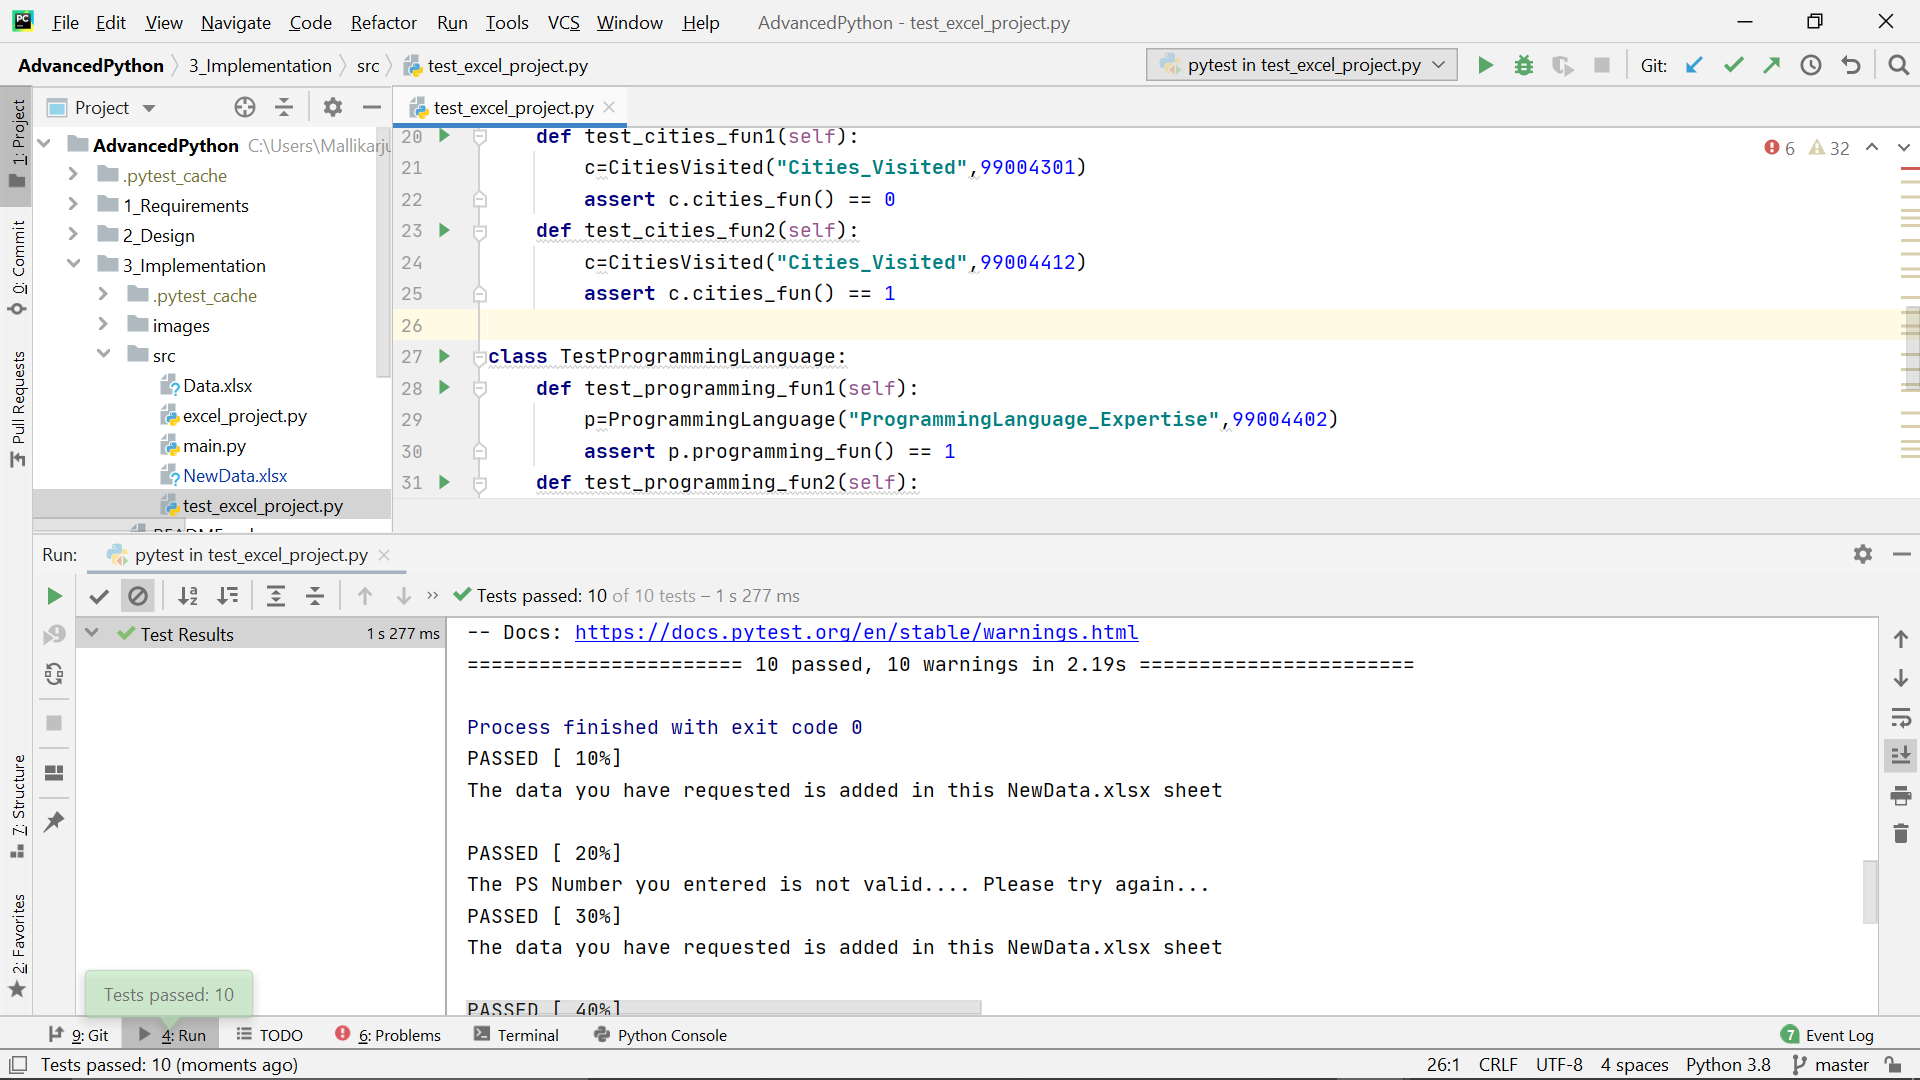 File Edit View Navigate Code Refactor Run Tools VCS Window Help AdvancedPython - test_excel_project.py
AdvancedPython 3_Implementation src test_excel_project.py pytest in test_excel_project.py Git:
1: Project
0: Commit
Pull Requests
7: Structure
2: Favorites
Project
AdvancedPython C:\Users\Mallikarju
.pytest_cache
1_Requirements
2_Design
3_Implementation
.pytest_cache
images
src
Data.xlsx
excel_project.py
main.py
NewData.xlsx
test_excel_project.py
test_excel_project.py
6 32
20 def test_cities_fun1(self):
21 c=CitiesVisited("Cities_Visited",99004301)
22 assert c.cities_fun() == 0
23 def test_cities_fun2(self):
24 c=CitiesVisited("Cities_Visited",99004412)
25 assert c.cities_fun() == 1
26
27 class TestProgrammingLanguage:
28 def test_programming_fun1(self):
29 p=ProgrammingLanguage("ProgrammingLanguage_Expertise",99004402)
30 assert p.programming_fun() == 1
31 def test_programming_fun2(self):
Run: pytest in test_excel_project.py
Tests passed: 10 of 10 tests – 1 s 277 ms
Test Results 1 s 277 ms
-- Docs: https://docs.pytest.org/en/stable/warnings.html
======================= 10 passed, 10 warnings in 2.19s =======================
Process finished with exit code 0
PASSED [ 10%]
The data you have requested is added in this NewData.xlsx sheet
PASSED [ 20%]
The PS Number you entered is not valid.... Please try again...
PASSED [ 30%]
The data you have requested is added in this NewData.xlsx sheet
PASSED [ 40%]
Tests passed: 10
9: Git 4: Run TODO 6: Problems Terminal Python Console 7 Event Log
Tests passed: 10 (moments ago) 26:1 CRLF UTF-8 4 spaces Python 3.8 master